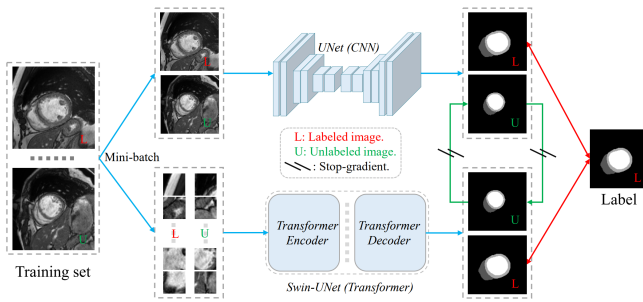 UNet (CNN)
L
L
L
U
U
L: Labeled image.
U: Unlabeled image.
: Stop-gradient.
Mini-batch
L
Label
L
U
Transformer
Encoder
Transformer
Decoder
U
U
L
Training set
Swin-UNet (Transformer)